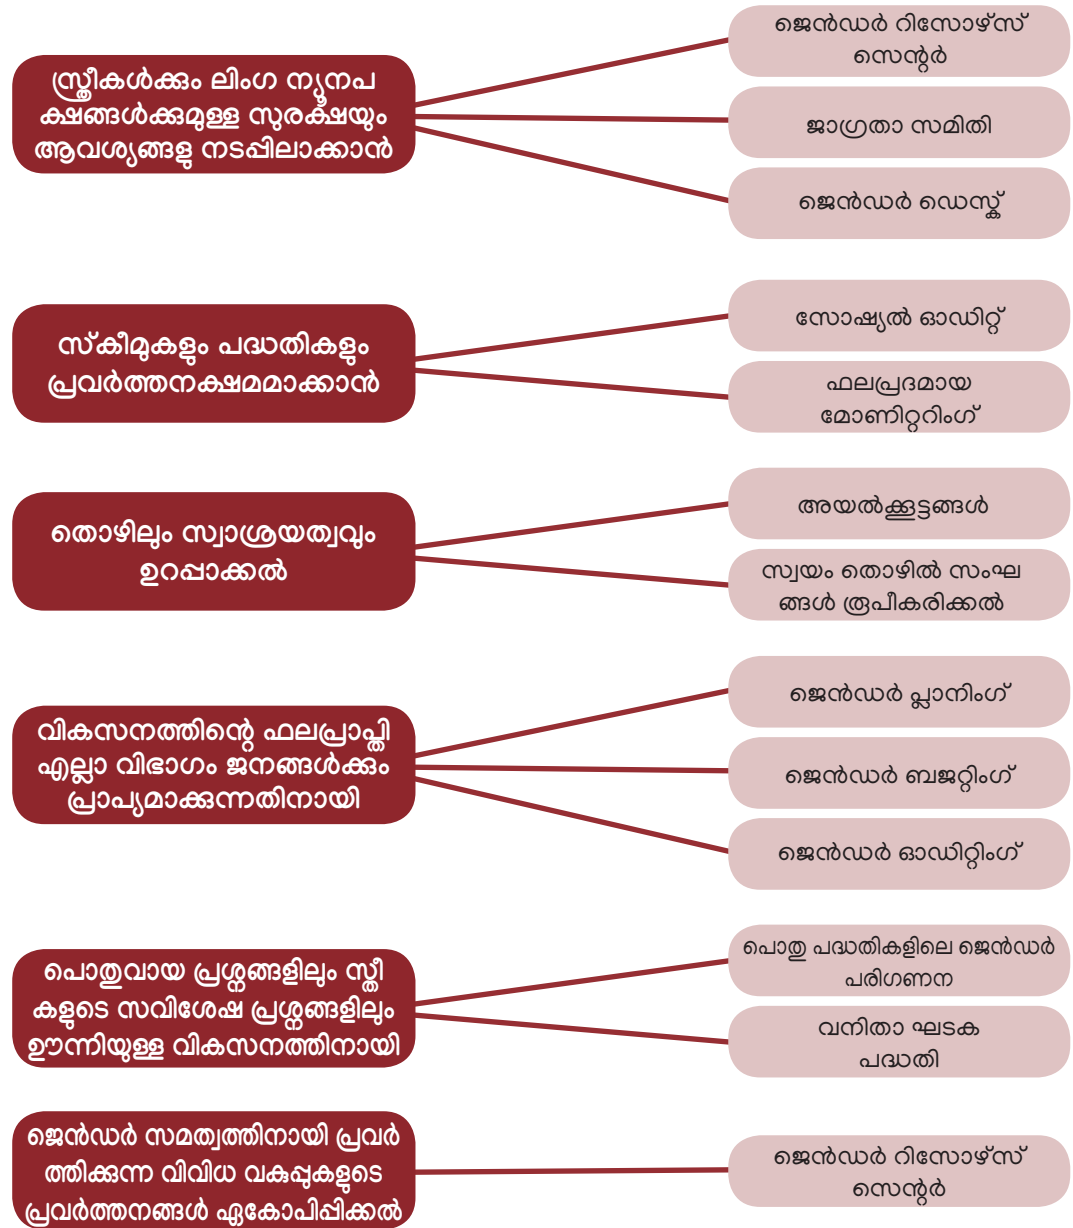 സ്ത്രീകൾക്കും ലിംഗ ന്യൂനപ
ക്ഷങ്ങൾക്കുമുള്ള സുരക്ഷയും
ആവശ്യങ്ങളു നടപ്പിലാക്കാൻ
ജെൻഡർ റിസോഴ്സ്
സെന്റർ
ജാഗ്രതാ സമിതി
ജെൻഡർ ഡെസ്ക്
സ്കീമുകളും പദ്ധതികളും
പ്രവർത്തനക്ഷമമാക്കാൻ
സോഷ്യൽ ഓഡിറ്റ്
ഫലപ്രദമായ
മോണിറ്ററിംഗ്
തൊഴിലും സ്വാശ്രയത്വവും
ഉറപ്പാക്കൽ
അയൽക്കൂട്ടങ്ങൾ
സ്വയം തൊഴിൽ സംഘ
ങ്ങൾ രൂപീകരിക്കൽ
വികസനത്തിന്റെ ഫലപ്രാപ്തി
എല്ലാ വിഭാഗം ജനങ്ങൾക്കും
പ്രാപ്യമാക്കുന്നതിനായി
ജെൻഡർ പ്ലാനിംഗ്
ജെൻഡർ ബജറ്റിംഗ്
ജെൻഡർ ഓഡിറ്റിംഗ്
പൊതുവായ പ്രശ്നങ്ങളിലും സ്തീ
കളുടെ സവിശേഷ പ്രശ്നങ്ങളിലും
ഊന്നിയുള്ള വികസനത്തിനായി
പൊതു പദ്ധതികളിലെ ജെൻഡർ
പരിഗണന
വനിതാ ഘടക
പദ്ധതി
ജെൻഡർ സമത്വത്തിനായി പ്രവർ
ത്തിക്കുന്ന വിവിധ വകുപ്പുകളുടെ
പ്രവർത്തനങ്ങൾ ഏകോപിപ്പിക്കൽ
ജെൻഡർ റിസോഴ്സ്
സെന്റർ